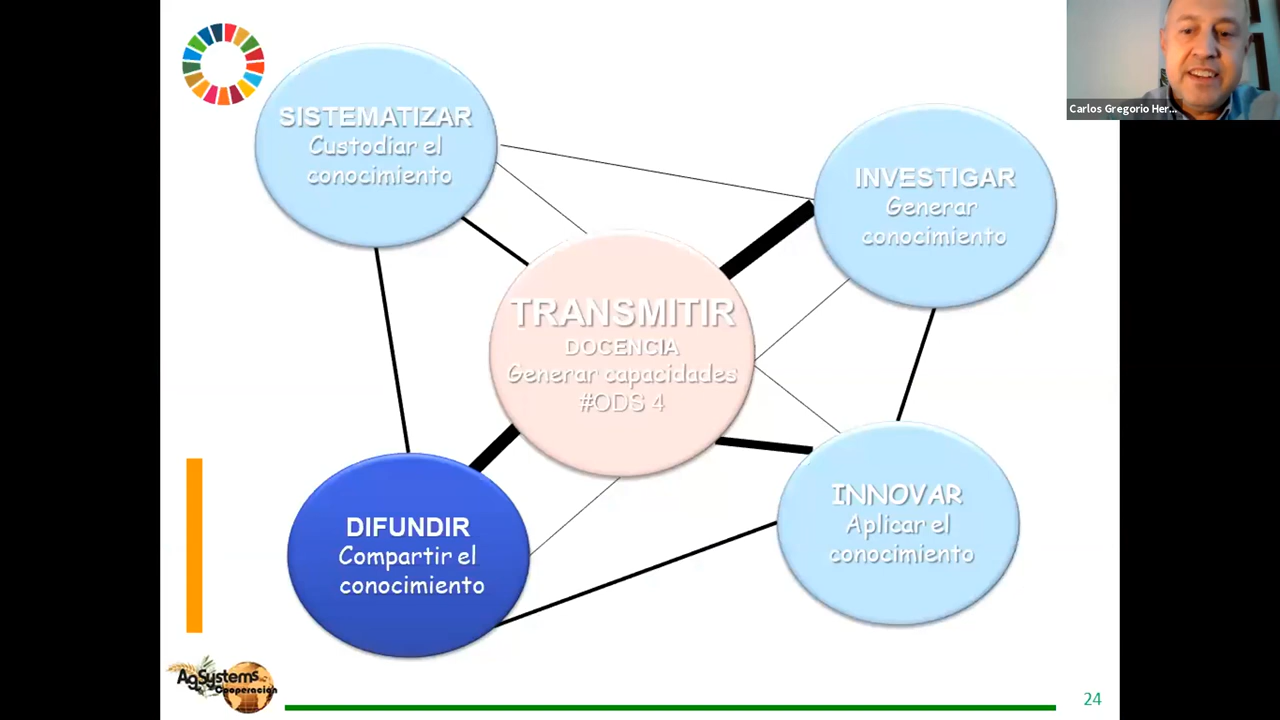 Carlos Gregorio Her...
SISTEMATIZAR
Custodiar el
conocimiento
INVESTIGAR
Generar
conocimiento
TRANSMITIR
DOCENCIA
Generar capacidades
#ODS 4
INNOVAR
Aplicar el
conocimiento
DIFUNDIR
Compartir el
conocimiento
AgSystems
Cooperación
24